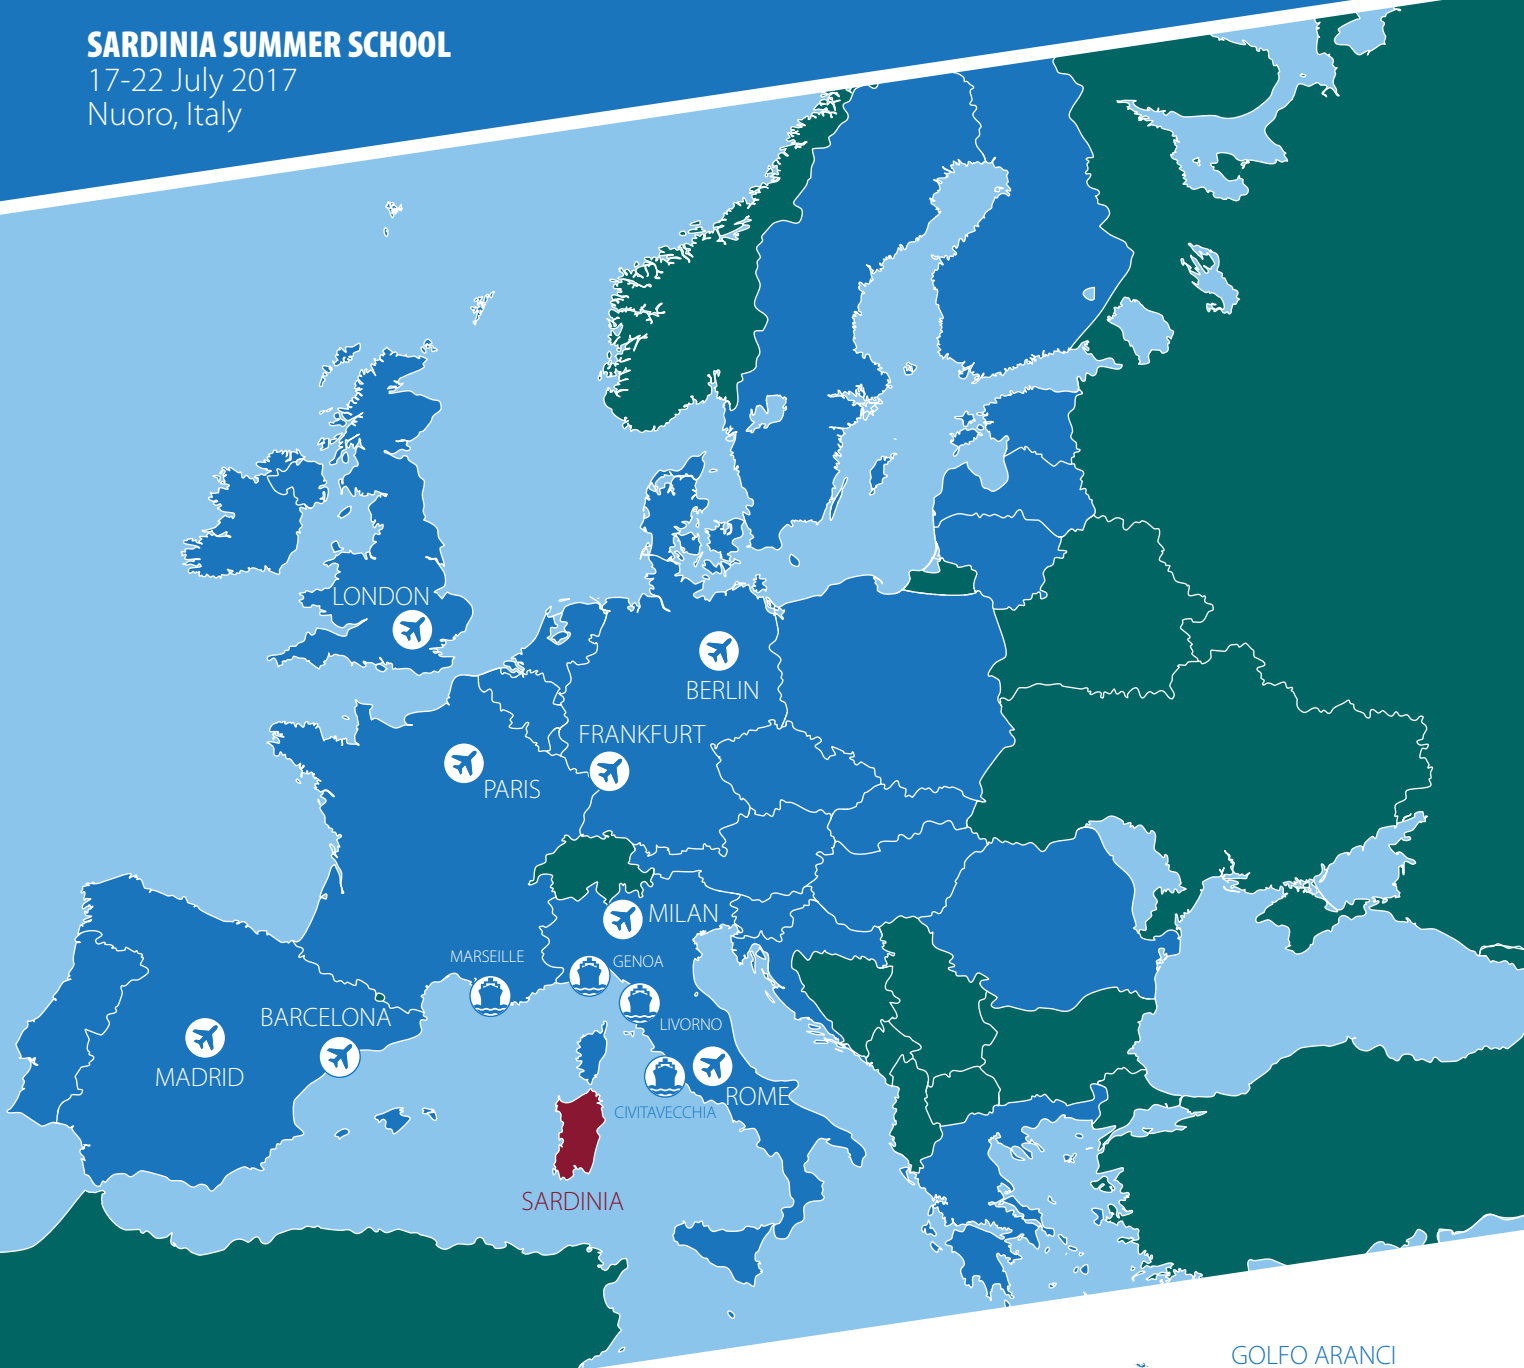 SARDINIA SUMMER SCHOOL
17-22 July 2017
Nuoro, Italy
LONDON
BERLIN
FRANKFURT
PARIS
MILAN
MARSEILLE
GENOA
BARCELONA
LIVORNO
MADRID
ROME
CIVITAVECCHIA
SARDINIA
GOLFO ARANCI